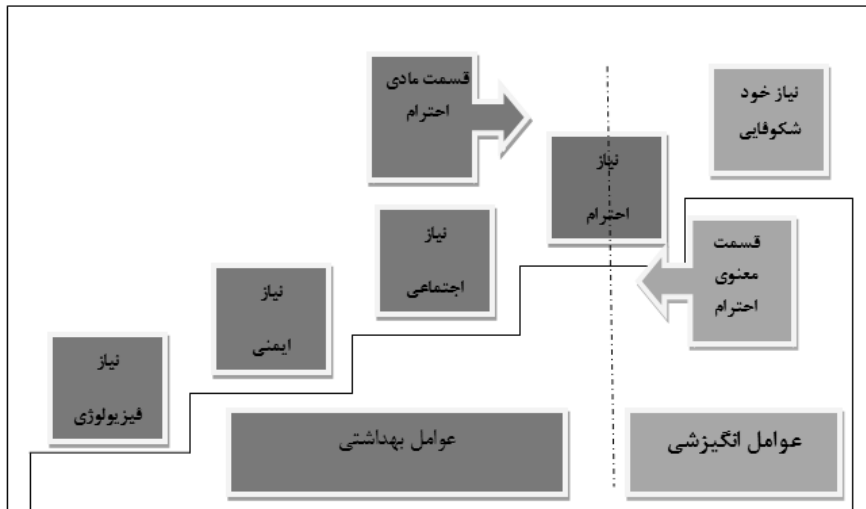 قسمت مادی
احترام
نیاز خود
شکوفایی
نیاز
احترام
نیاز
اجتماعی
قسمت
معنوی
احترام
نیاز
ایمنی
نیاز
فیزیولوژی
عوامل انگیزشی
عوامل بهداشتی